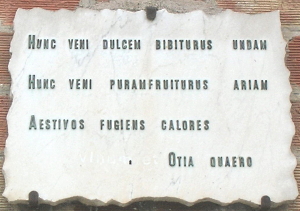 Hunc veni dulcem bibiturus undam
Hunc veni puramfruiturus ariam
Aestivos fugiens calores
Otia quaero